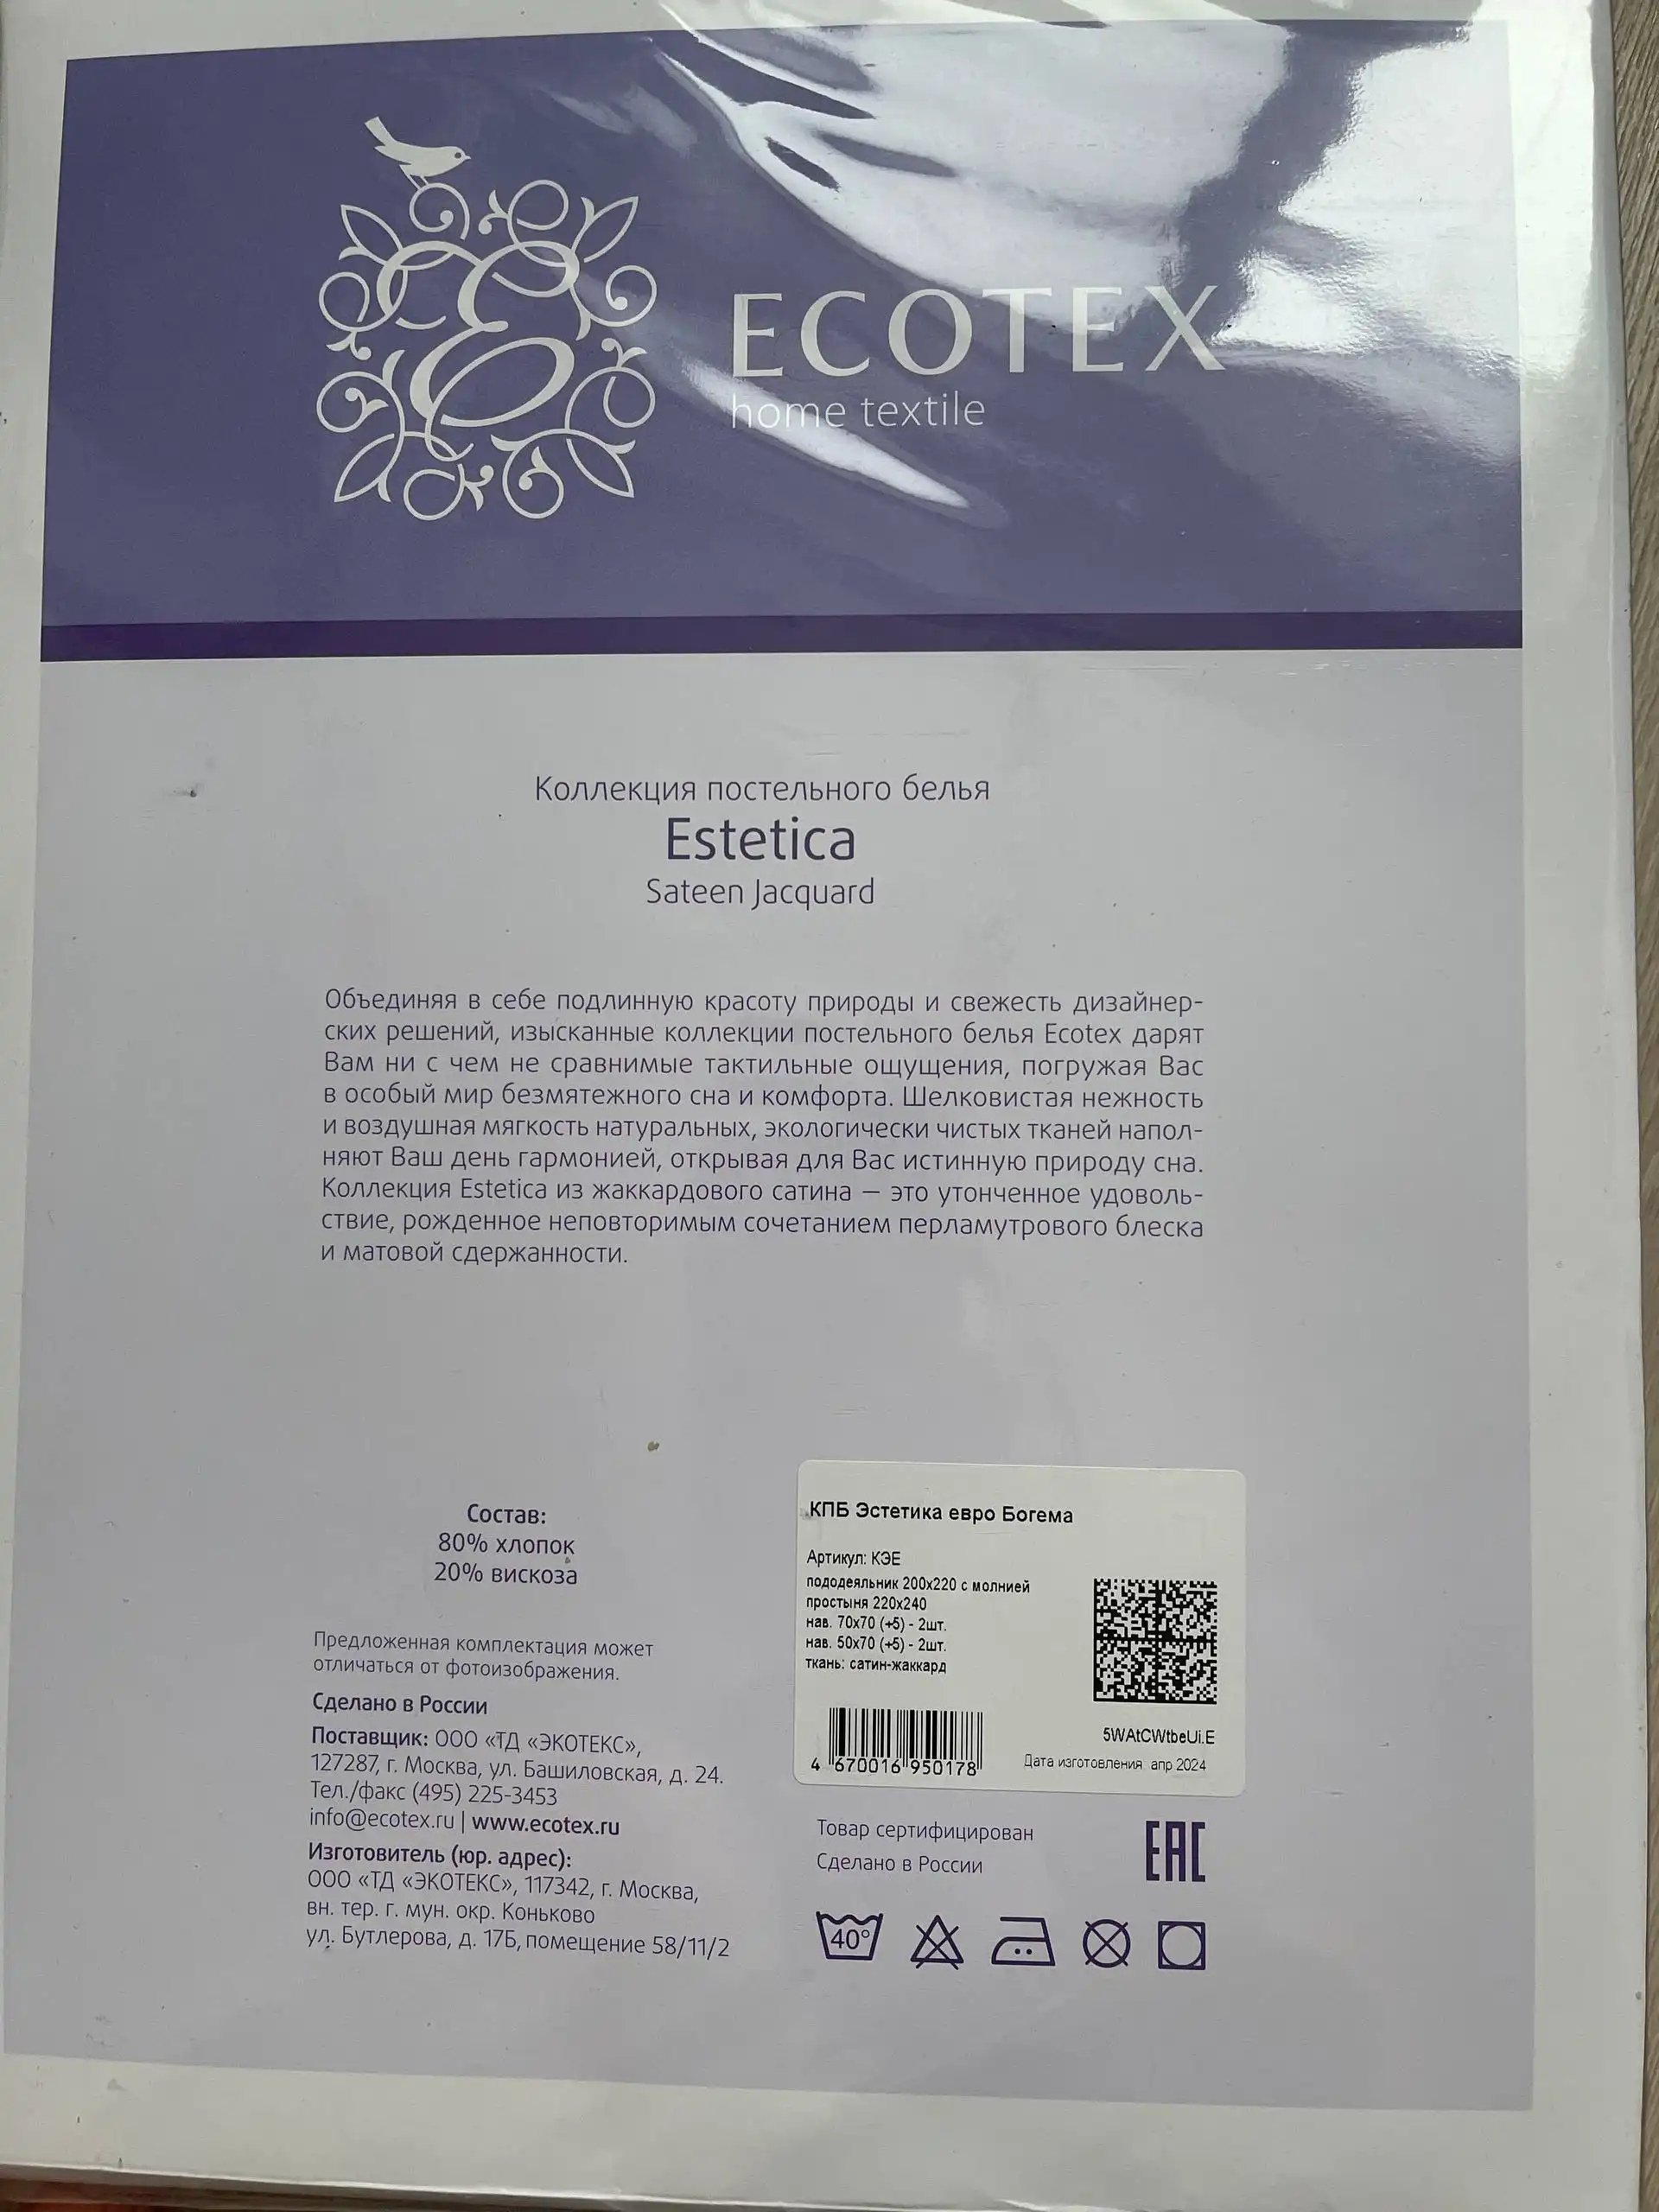 ECOTEX
home textile
Коллекция постельного белья
Estetica
Sateen Jacquard
Объединяя в себе подлинную красоту природы и свежесть дизайнер-
ских решений, изысканные коллекции постельного белья Ecotex дарят
Вам ни с чем не сравнимые тактильные ощущения, погружая Вас
в особый мир безмятежного сна и комфорта. Шелковистая нежность
и воздушная мягкость натуральных, экологически чистых тканей напол-
няют Ваш день гармонией, открывая для Вас истинную природу сна.
Коллекция Estetica из жаккардового сатина — это утонченное удоволь-
ствие, рожденное неповторимым сочетанием перламутрового блеска
и матовой сдержанности.
Состав:
80% хлопок
20% вискоза
Предложенная комплектация может
отличаться от фотоизображения.
Сделано в России
Поставщик: ООО «ТД «ЭКОТЕКС»,
127287, г. Москва, ул. Башиловская, д. 24.
Тел./факс (495) 225-3453
info@ecotex.ru | www.ecotex.ru
Изготовитель (юр. адрес):
ООО «ТД «ЭКОТЕКС», 117342, г. Москва,
вн. тер. г. мун. окр. Коньково
ул. Бутлерова, д. 17Б, помещение 58/11/2
КПБ Эстетика евро Богема
Артикул: КЭЕ
пододеяльник 200х220 с молнией
простыня 220х240
нав. 70х70 (+5) - 2шт.
нав. 50х70 (+5) - 2шт.
ткань: сатин-жаккард
5WAtCWtbeUi.E
4 670016 950178
Дата изготовления апр 2024
Товар сертифицирован
Сделано в России
EAC
40°